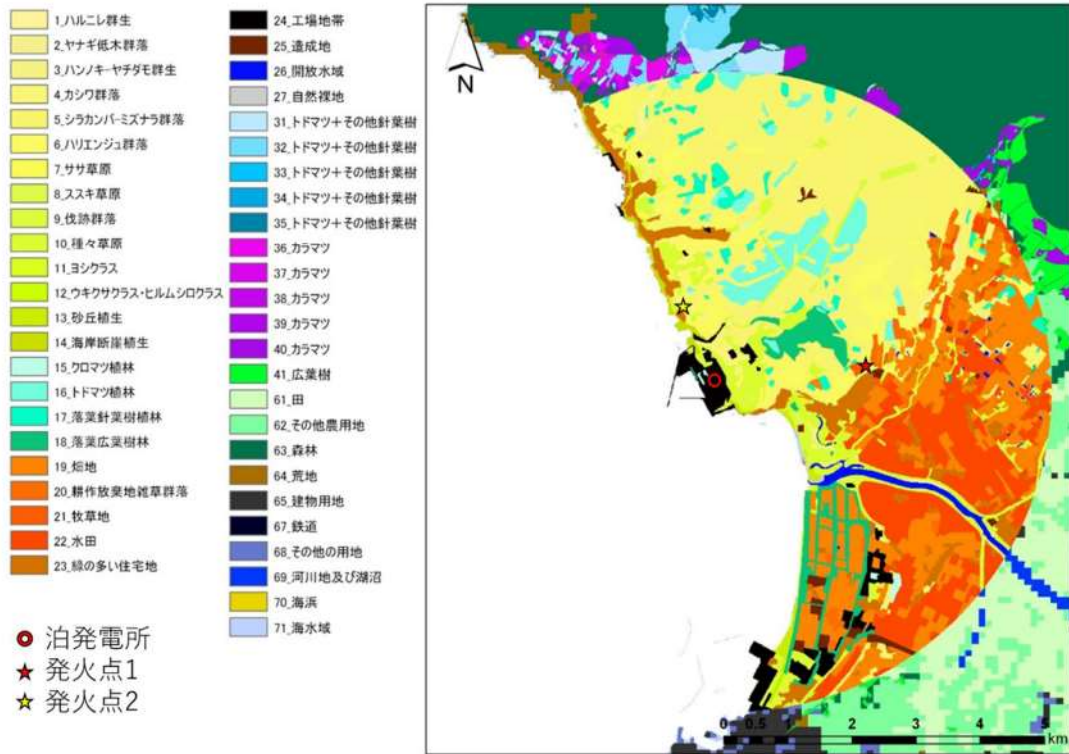 1_ハルニレ群生
2_ヤナギ低木群落
3_ハンノキ-ヤチダモ群生
4_カシワ群落
5_シラカンバ-ミズナラ群落
6_ハリエンジュ群落
7_ササ草原
8_ススキ草原
9_伐跡群落
10_種々草原
11_ヨシクラス
12_ウキクサクラス・ヒルムシロクラス
13_砂丘植生
14_海岸断崖植生
15_クロマツ植林
16_トドマツ植林
17_落葉針葉樹植林
18_落葉広葉樹林
19_畑地
20_耕作放棄地雑草群落
21_牧草地
22_水田
23_緑の多い住宅地
24_工場地帯
25_造成地
26_開放水域
27_自然裸地
31_トドマツ+その他針葉樹
32_トドマツ+その他針葉樹
33_トドマツ+その他針葉樹
34_トドマツ+その他針葉樹
35_トドマツ+その他針葉樹
36_カラマツ
37_カラマツ
38_カラマツ
39_カラマツ
40_カラマツ
41_広葉樹
61_田
62_その他農用地
63_森林
64_荒地
65_建物用地
67_鉄道
68_その他の用地
69_河川地及び湖沼
70_海浜
71_海水域
泊発電所
発火点1
発火点2
N
0 0.5 1 2 3 4 5
km